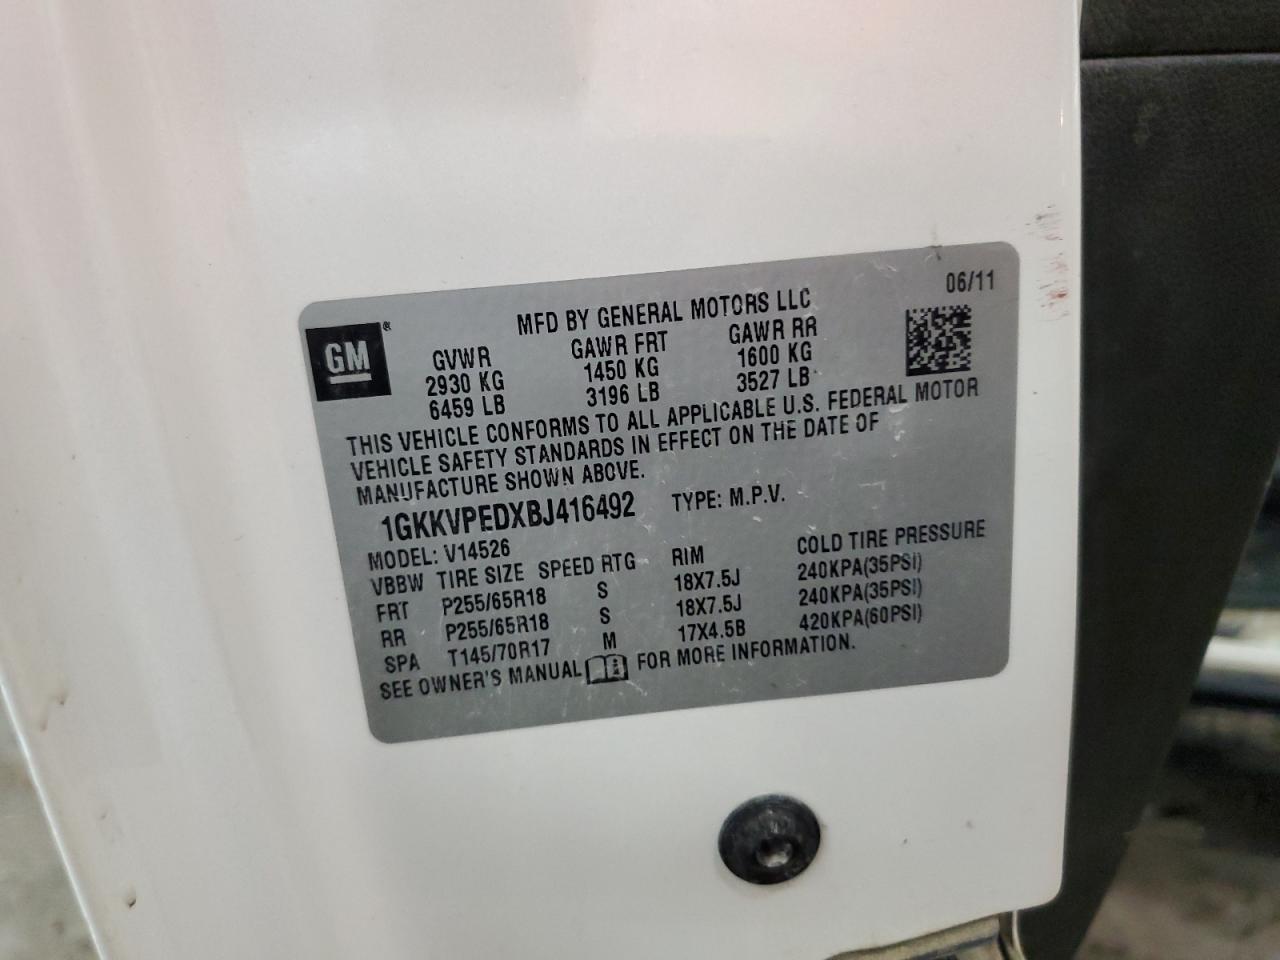 06/11
MFD BY GENERAL MOTORS LLC
GM®
GVWR GAWR FRT GAWR RR
2930 KG 1450 KG 1600 KG
6459 LB 3196 LB 3527 LB
THIS VEHICLE CONFORMS TO ALL APPLICABLE U.S. FEDERAL MOTOR
VEHICLE SAFETY STANDARDS IN EFFECT ON THE DATE OF
MANUFACTURE SHOWN ABOVE.
1GKKVPEDXBJ416492 TYPE: M.P.V.
MODEL: V14526
VBBW TIRE SIZE SPEED RTG RIM COLD TIRE PRESSURE
FRT P255/65R18 S 18X7.5J 240KPA(35PSI)
RR P255/65R18 S 18X7.5J 240KPA(35PSI)
SPA T145/70R17 M 17X4.5B 420KPA(60PSI)
SEE OWNER'S MANUAL FOR MORE INFORMATION.